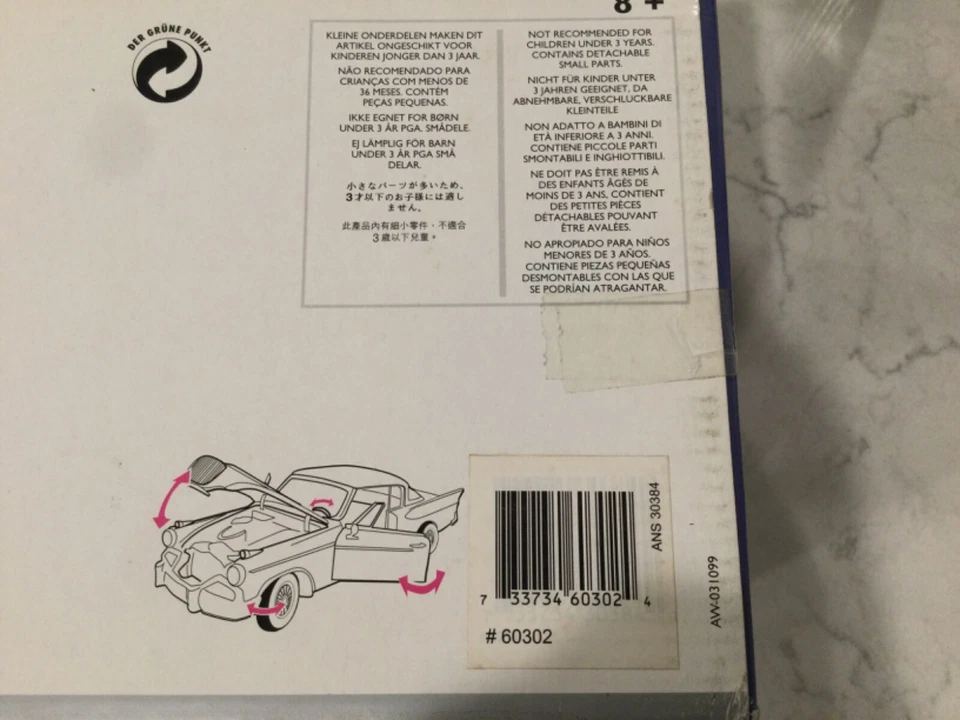 8+
DER GRÜNE PUNKT
KLEINE ONDERDELEN MAKEN DIT
ARTIKEL ONGESCHIKT VOOR
KINDEREN JONGER DAN 3 JAAR.
NÃO RECOMENDADO PARA
CRIANÇAS COM MENOS DE
36 MESES. CONTÉM
PEÇAS PEQUENAS.
IKKE EGNET FOR BØRN
UNDER 3 ÅR PGA. SMÅDELE.
EJ LÄMPLIG FÖR BARN
UNDER 3 ÅR PGA SMÅ
DELAR.
小さなパーツが多いため、
3才以下のお子様には適し
ません。
此產品內有細小零件，不適合
3歲以下兒童。
NOT RECOMMENDED FOR
CHILDREN UNDER 3 YEARS.
CONTAINS DETACHABLE
SMALL PARTS.
NICHT FÜR KINDER UNTER
3 JAHREN GEEIGNET, DA
ABNEHMBARE, VERSCHLUCKBARE
KLEINTEILE
NON ADATTO A BAMBINI DI
ETÀ INFERIORE A 3 ANNI.
CONTIENE PICCOLE PARTI
SMONTABILI E INGHIOTTIBILI.
NE DOIT PAS ÊTRE REMIS À
DES ENFANTS ÂGÉS DE
MOINS DE 3 ANS, CONTIENT
DES PETITES PIÈCES
DÉTACHABLES POUVANT
ÊTRE AVALÉES.
NO APROPIADO PARA NIÑOS
MENORES DE 3 AÑOS.
CONTIENE PIEZAS PEQUEÑAS
DESMONTABLES CON LAS QUE
SE PODRÍAN ATRAGANTAR.
7 33734 60302 4
ANS 30384
# 60302
AW-031099